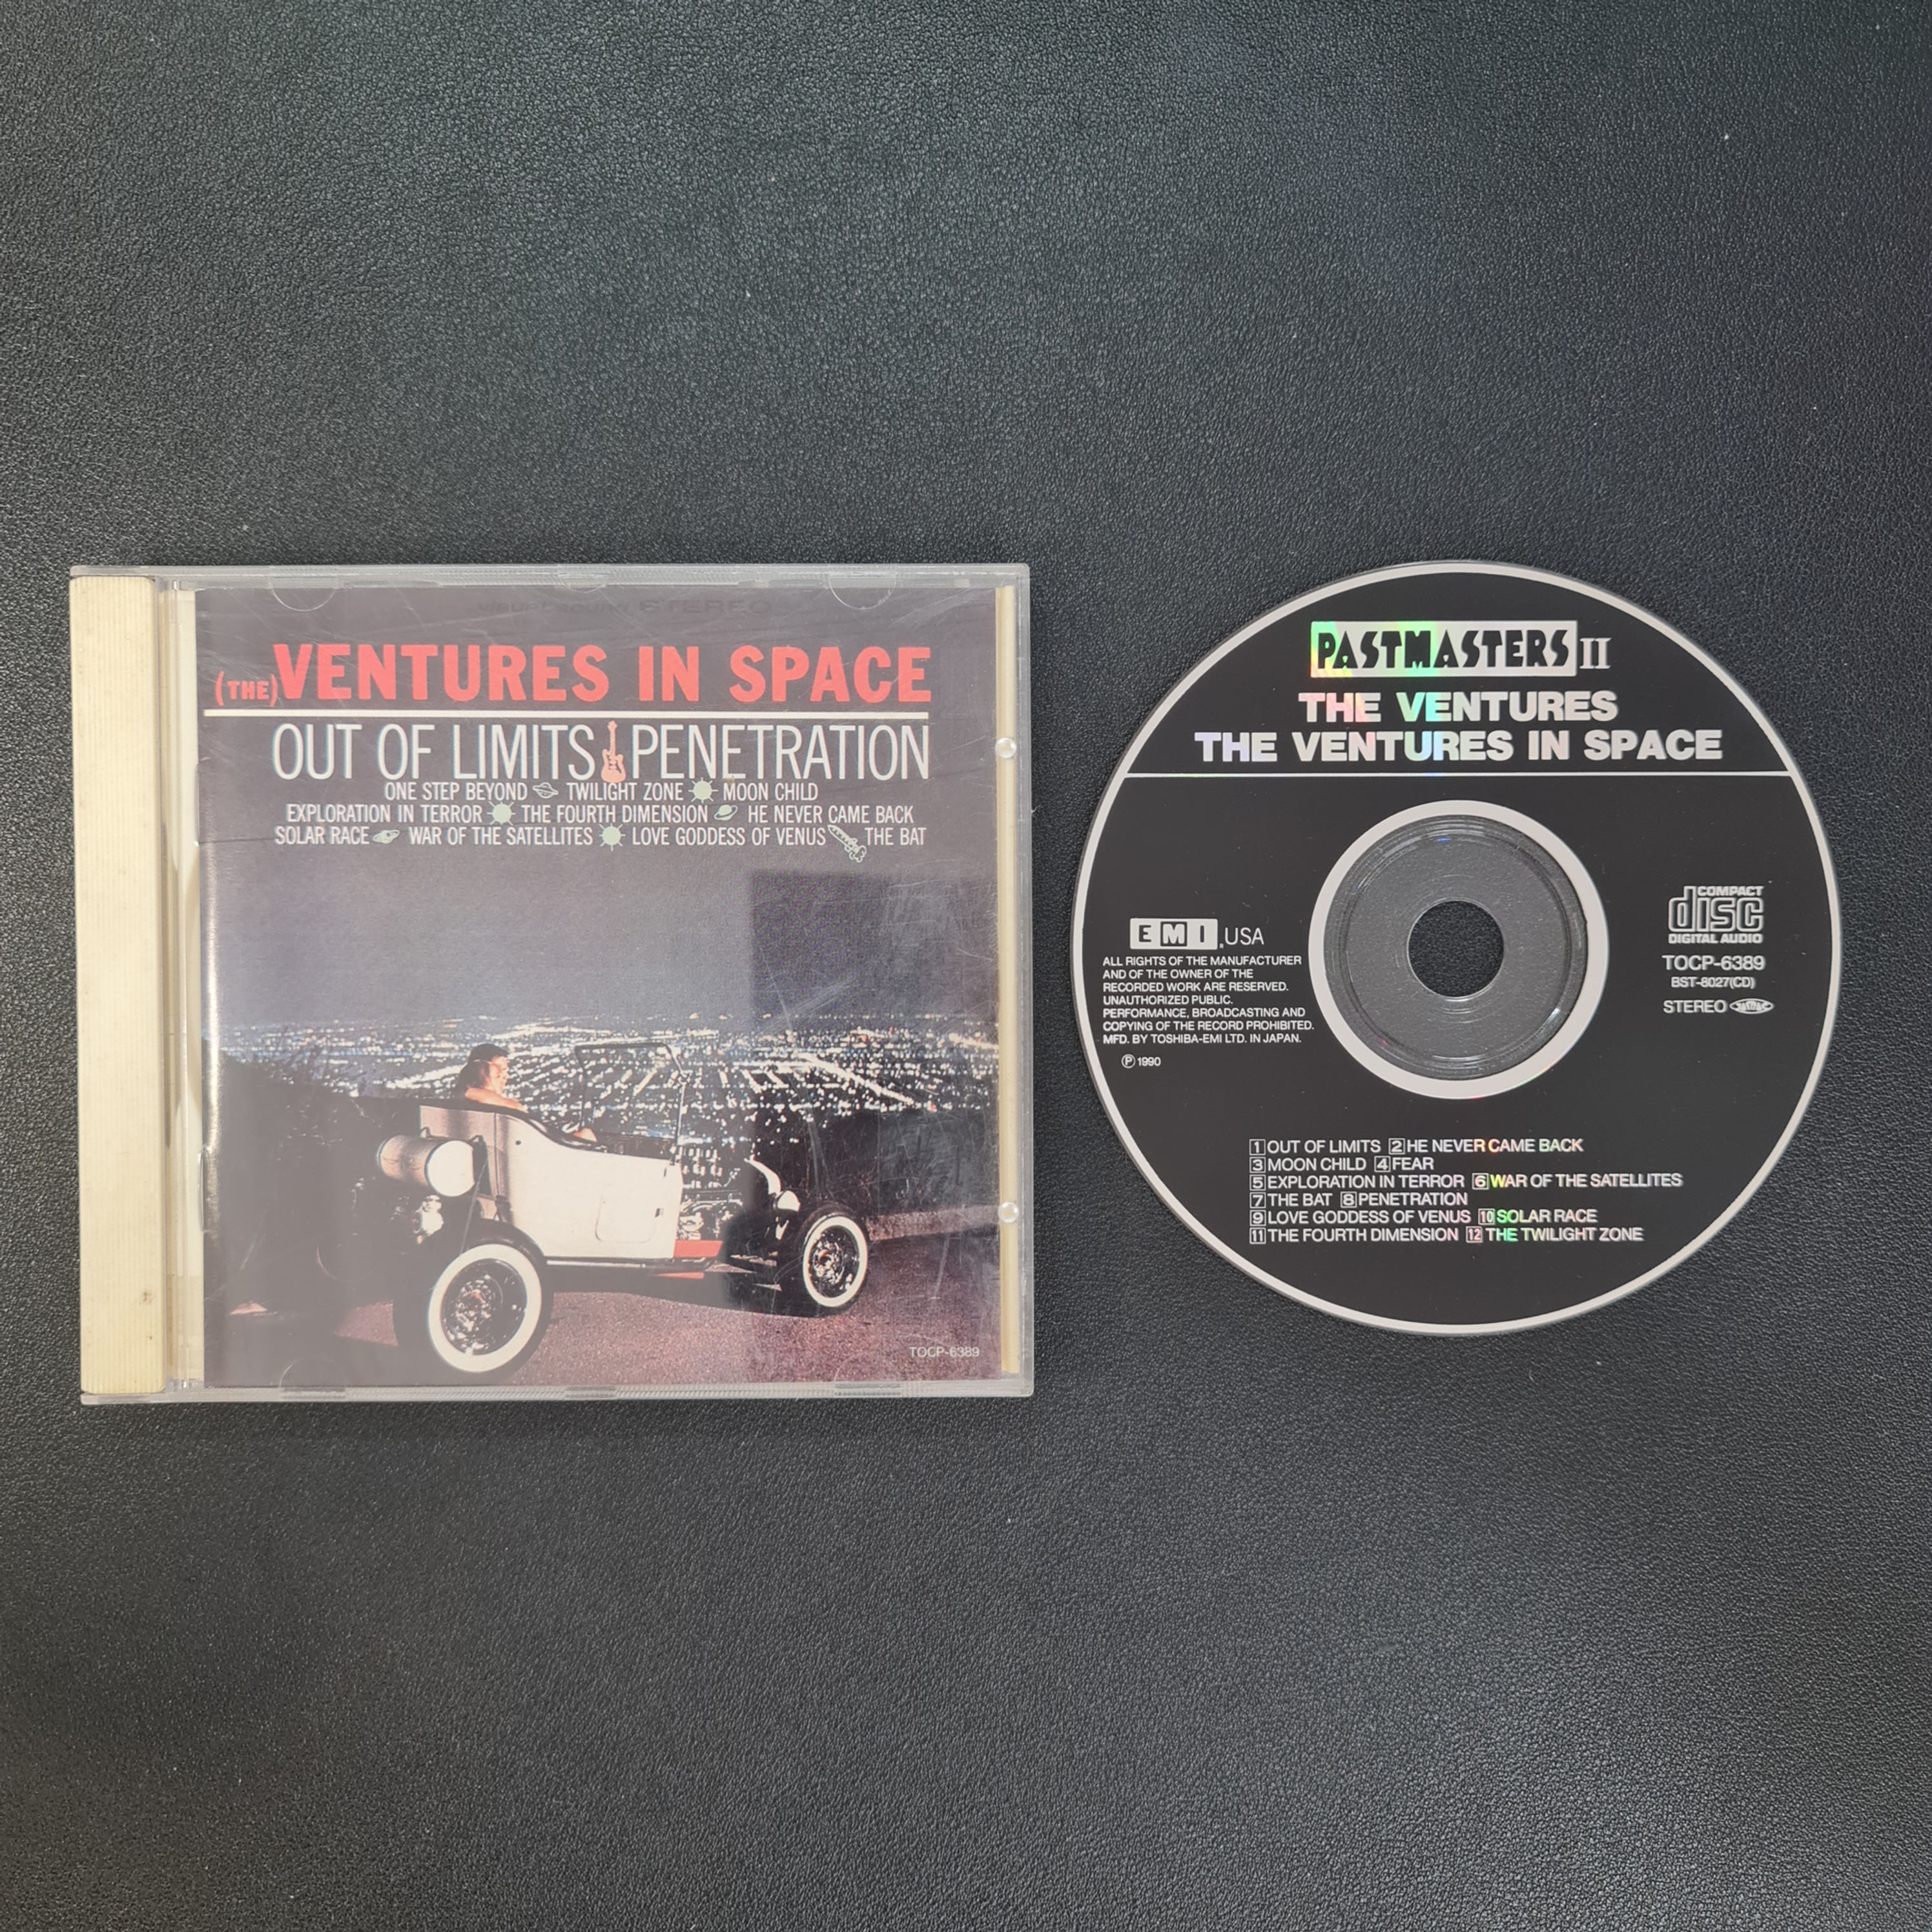 VISUAL SOUND STEREO
(THE) VENTURES IN SPACE
OUT OF LIMITS PENETRATION
ONE STEP BEYOND TWILIGHT ZONE MOON CHILD
EXPLORATION IN TERROR THE FOURTH DIMENSION HE NEVER CAME BACK
SOLAR RACE WAR OF THE SATELLITES LOVE GODDESS OF VENUS THE BAT
TOCP-6389
PASTMASTERS II
THE VENTURES
THE VENTURES IN SPACE
EMI.USA
ALL RIGHTS OF THE MANUFACTURER
AND OF THE OWNER OF THE
RECORDED WORK ARE RESERVED.
UNAUTHORIZED PUBLIC.
PERFORMANCE, BROADCASTING AND
COPYING OF THE RECORD PROHIBITED.
MFD. BY TOSHIBA-EMI LTD. IN JAPAN.
Ⓟ 1990
COMPACT
disc
DIGITAL AUDIO
TOCP-6389
BST-8027(CD)
STEREO
1 OUT OF LIMITS 2 HE NEVER CAME BACK
3 MOON CHILD 4 FEAR
5 EXPLORATION IN TERROR 6 WAR OF THE SATELLITES
7 THE BAT 8 PENETRATION
9 LOVE GODDESS OF VENUS 10 SOLAR RACE
11 THE FOURTH DIMENSION 12 THE TWILIGHT ZONE